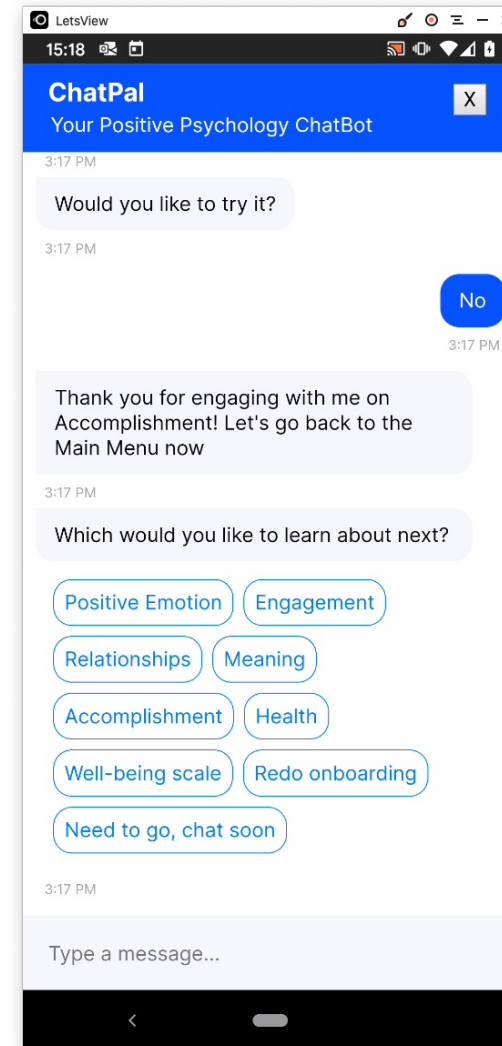 LetsView
15:18
ChatPal
X
Your Positive Psychology ChatBot
3:17 PM
Would you like to try it?
3:17 PM
No
3:17 PM
Thank you for engaging with me on
Accomplishment! Let's go back to the
Main Menu now
3:17 PM
Which would you like to learn about next?
Positive Emotion
Engagement
Relationships
Meaning
Accomplishment
Health
Well-being scale
Redo onboarding
Need to go, chat soon
3:17 PM
Type a message...